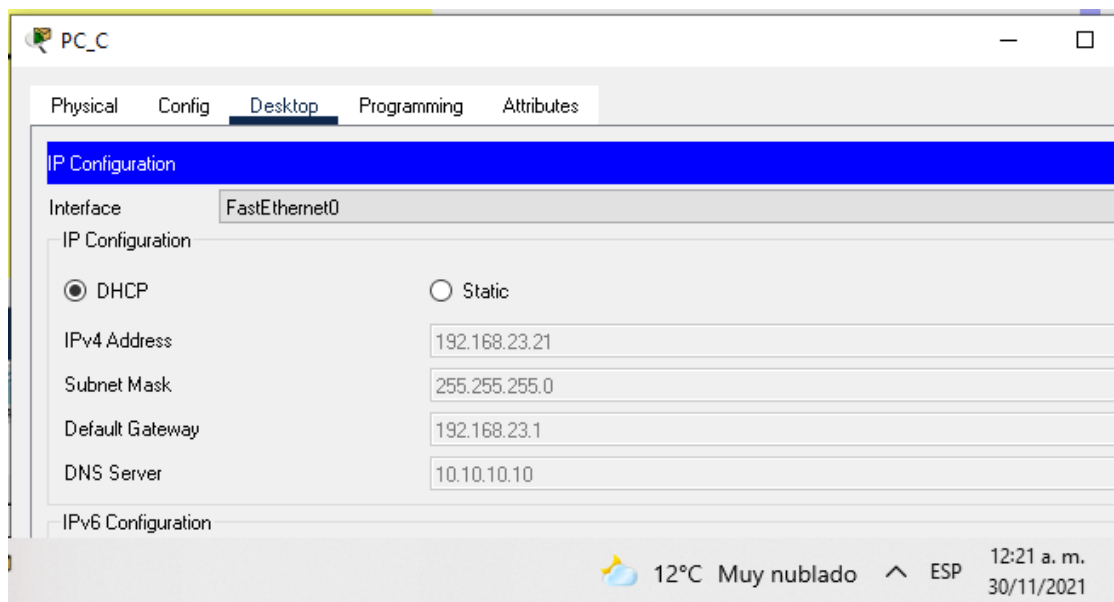 PC_C
Physical Config Desktop Programming Attributes
IP Configuration
Interface FastEthernet0
IP Configuration
DHCP Static
IPv4 Address 192.168.23.21
Subnet Mask 255.255.255.0
Default Gateway 192.168.23.1
DNS Server 10.10.10.10
IPv6 Configuration
12°C Muy nublado ESP 12:21 a. m.
30/11/2021